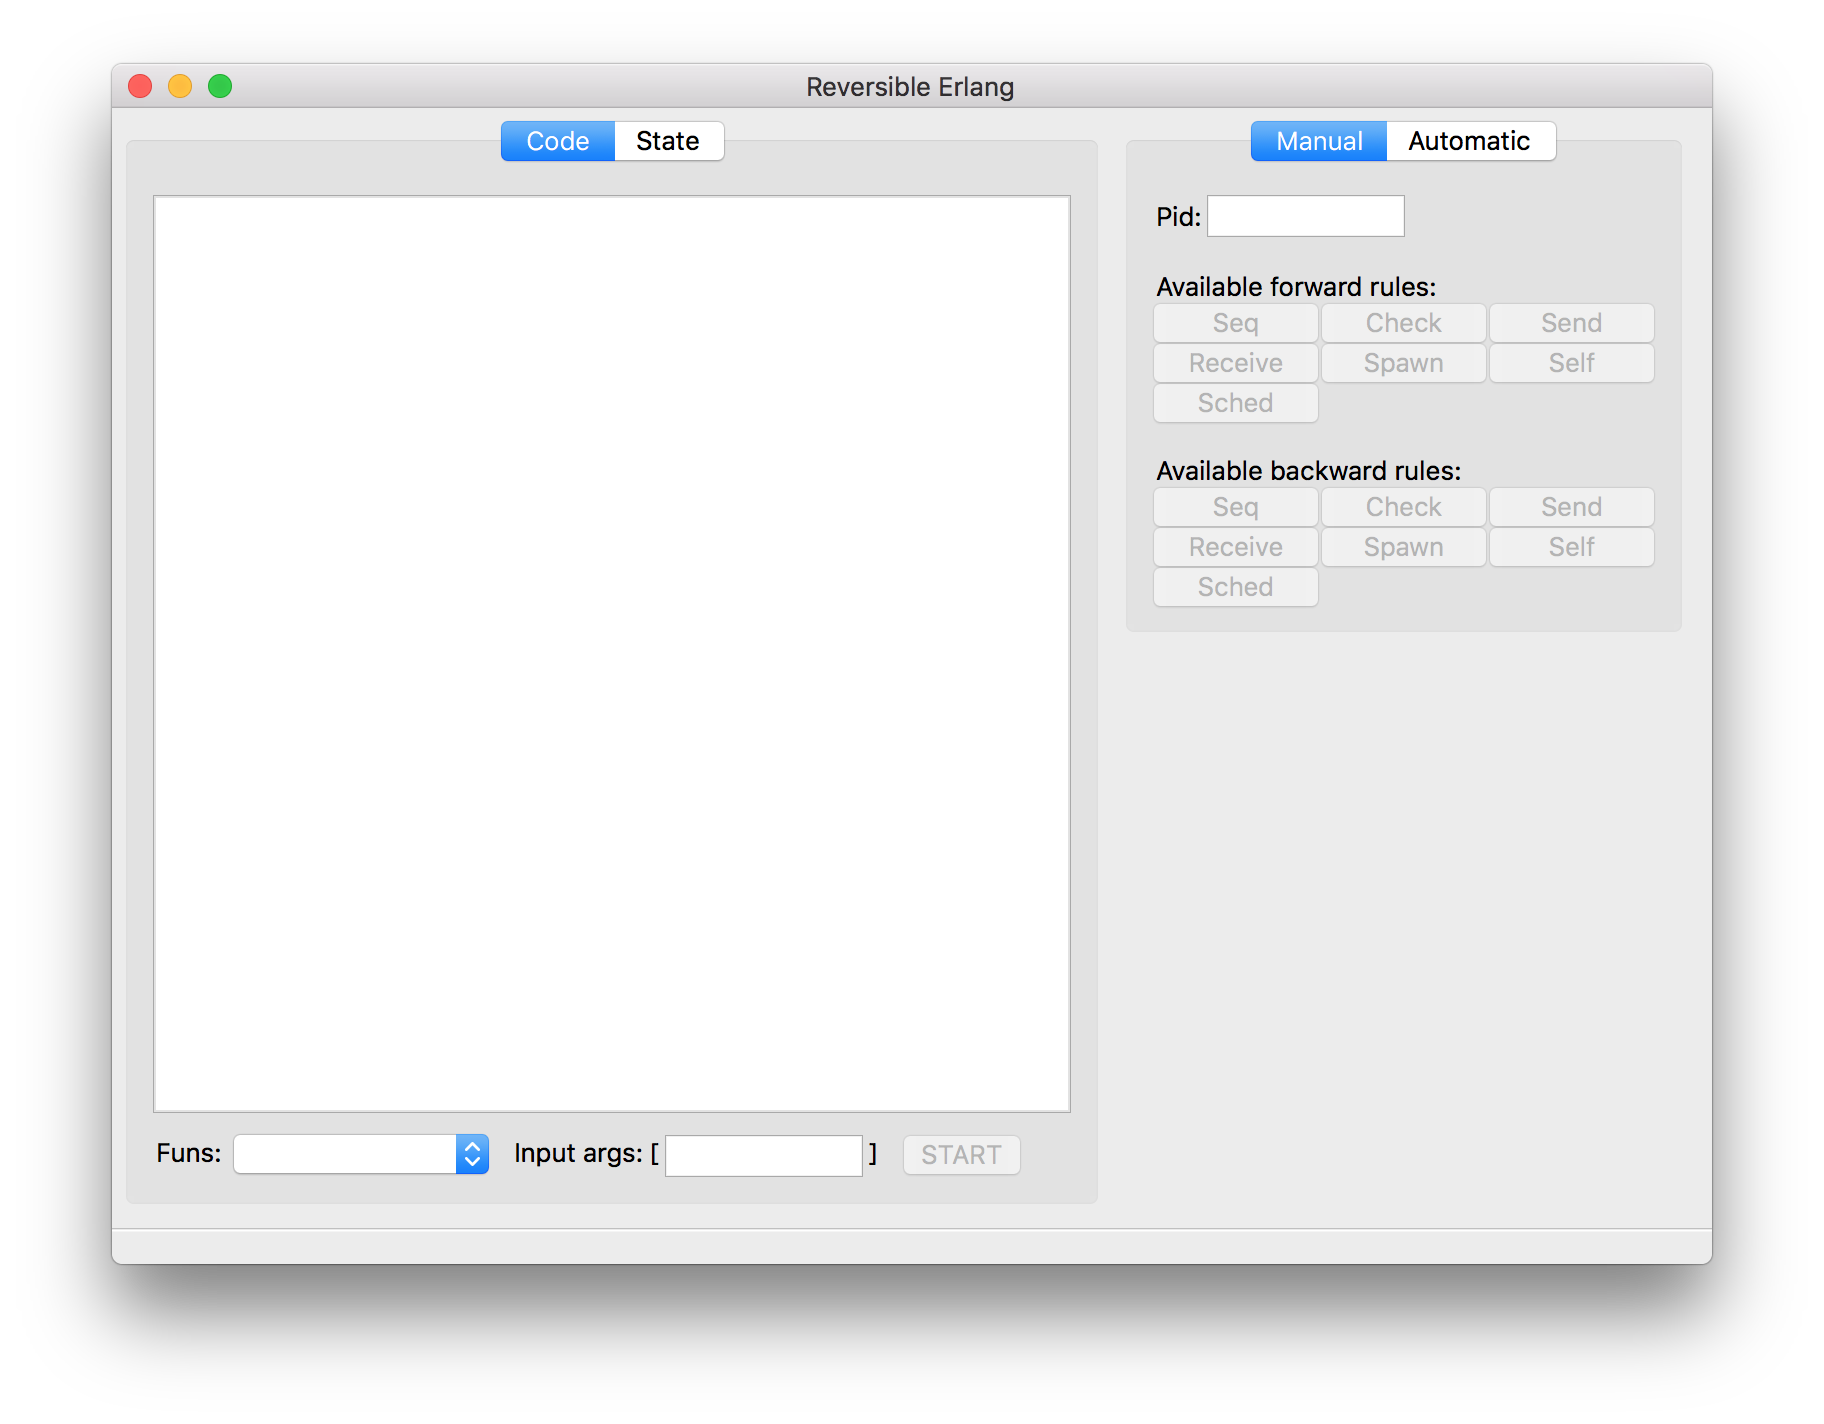 Reversible Erlang
Code State
Funs: Input args: [ ] START
Manual Automatic
Pid:
Available forward rules:
Seq Check Send
Receive Spawn Self
Sched
Available backward rules:
Seq Check Send
Receive Spawn Self
Sched